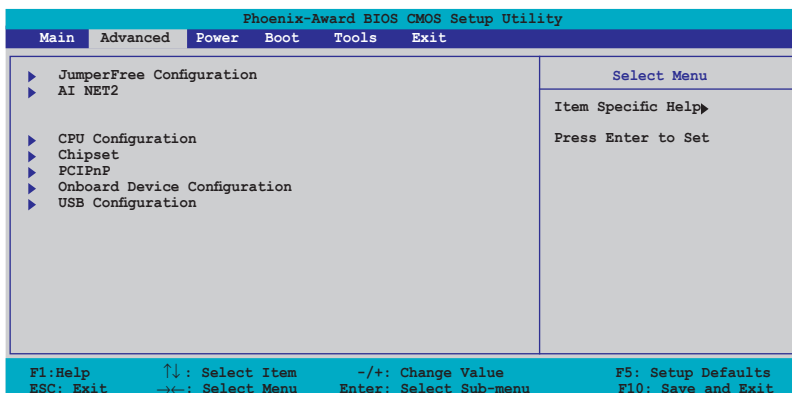 Phoenix-Award BIOS CMOS Setup Utility
Main Advanced Power Boot Tools Exit
JumperFree Configuration
AI NET2
CPU Configuration
Chipset
PCIPnP
Onboard Device Configuration
USB Configuration
Select Menu
Item Specific Help
Press Enter to Set
F1:Help ↑↓: Select Item -/+: Change Value F5: Setup Defaults
ESC: Exit →←: Select Menu Enter: Select Sub-menu F10: Save and Exit